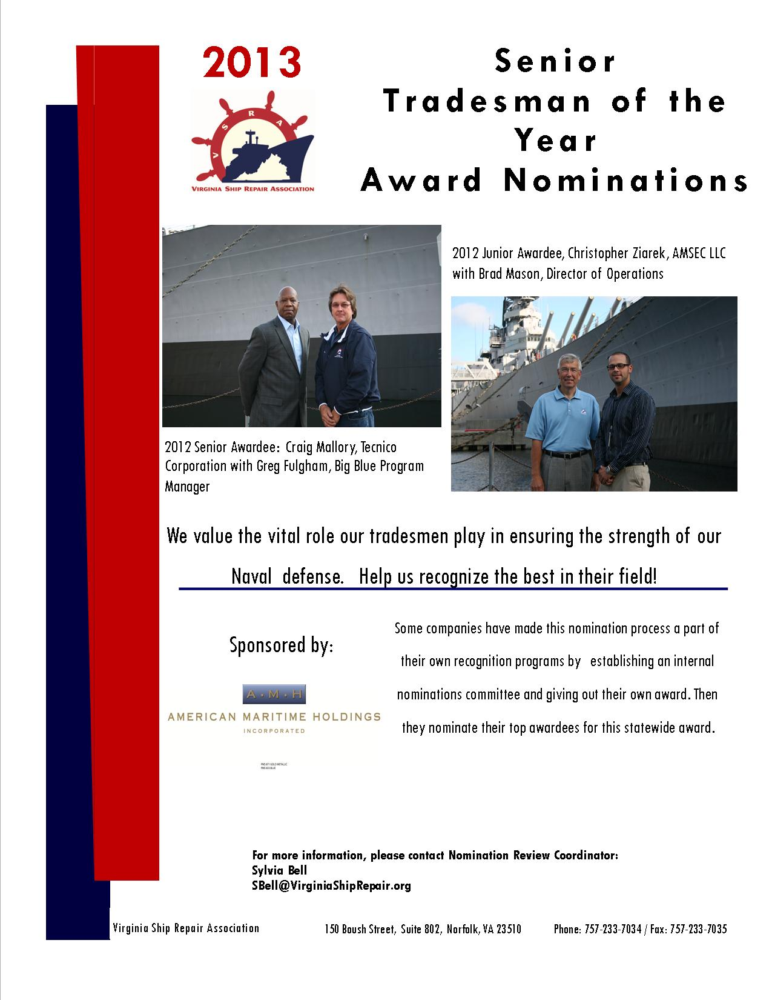 2013
Senior
Tradesman of the
Year
Award Nominations
V S R A
VIRGINIA SHIP REPAIR ASSOCIATION
2012 Junior Awardee, Christopher Ziarek, AMSEC LLC
with Brad Mason, Director of Operations
2012 Senior Awardee: Craig Mallory, Tecnico
Corporation with Greg Fulgham, Big Blue Program
Manager
We value the vital role our tradesmen play in ensuring the strength of our
Naval defense. Help us recognize the best in their field!
Sponsored by:
A·M·H
AMERICAN MARITIME HOLDINGS
INCORPORATED
PMS 871 GOLD METALLIC
PMS 653 BLUE
Some companies have made this nomination process a part of
their own recognition programs by establishing an internal
nominations committee and giving out their own award. Then
they nominate their top awardees for this statewide award.
For more information, please contact Nomination Review Coordinator:
Sylvia Bell
SBell@VirginiaShipRepair.org
Virginia Ship Repair Association
150 Boush Street, Suite 802, Norfolk, VA 23510
Phone: 757-233-7034 / Fax: 757-233-7035